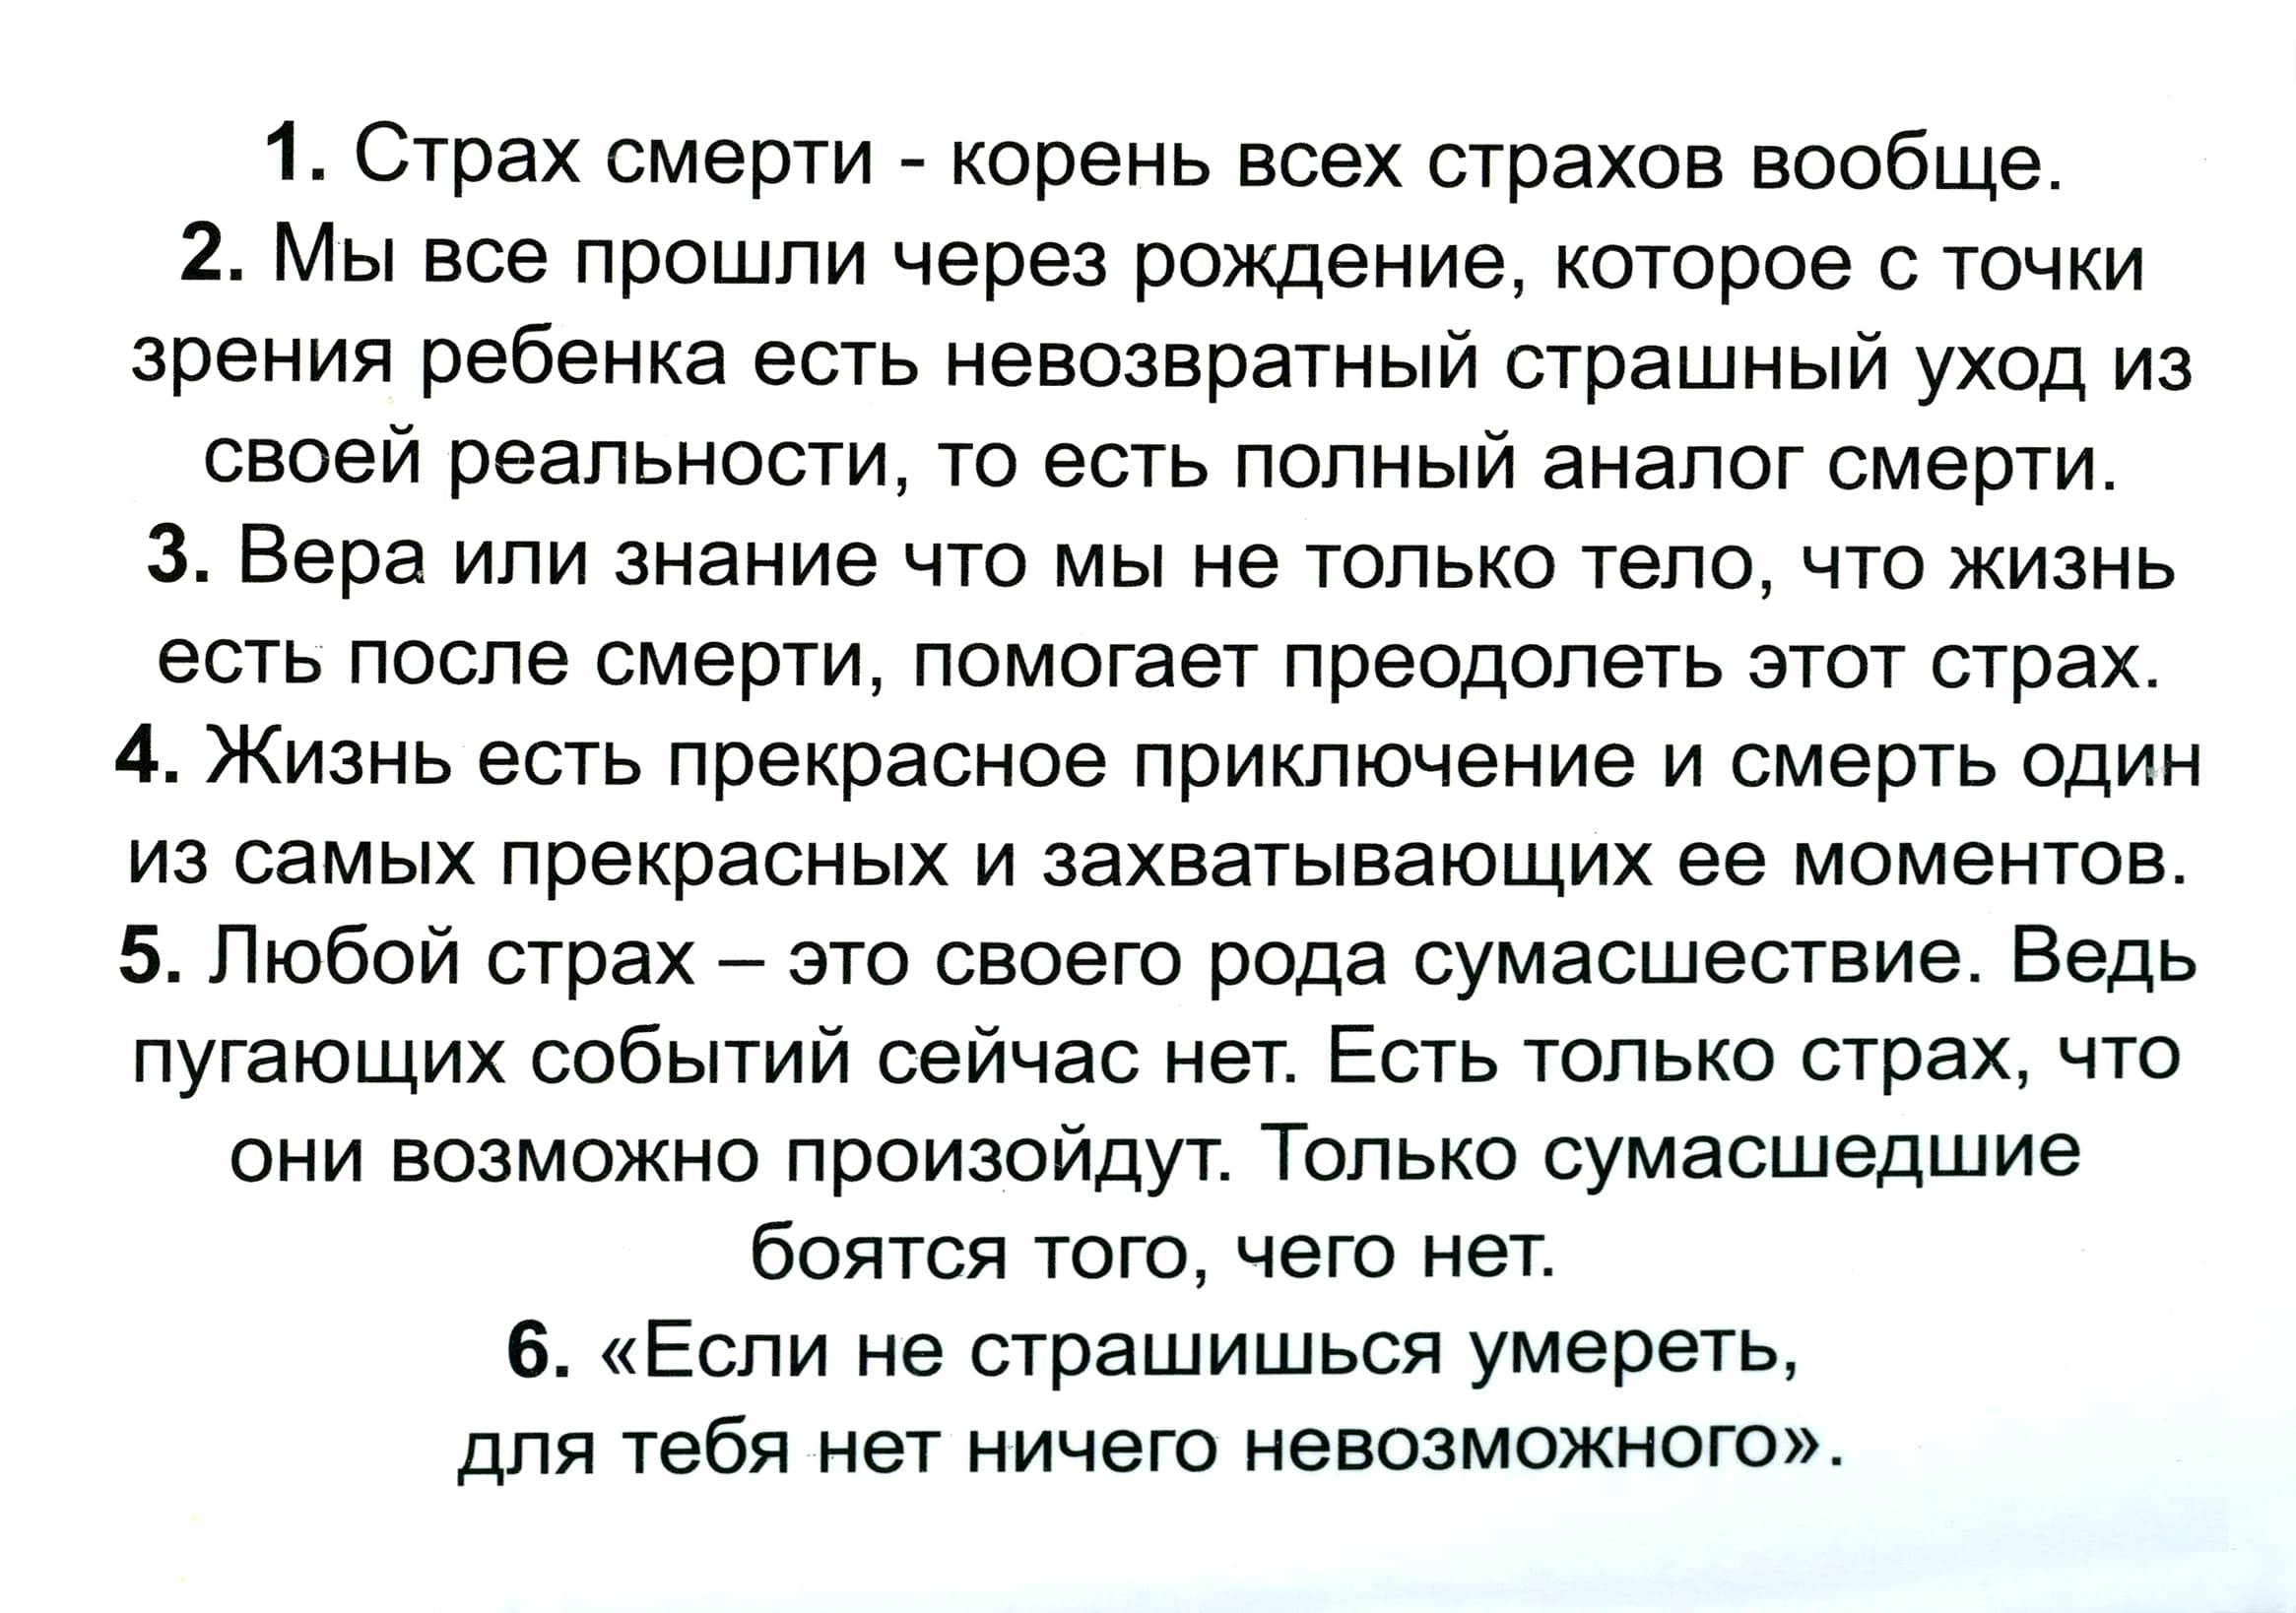 1. Страх смерти - корень всех страхов вообще.
2. Мы все прошли через рождение, которое с точки
зрения ребенка есть невозвратный страшный уход из
своей реальности, то есть полный аналог смерти.
3. Вера или знание что мы не только тело, что жизнь
есть после смерти, помогает преодолеть этот страх.
4. Жизнь есть прекрасное приключение и смерть один
из самых прекрасных и захватывающих ее моментов.
5. Любой страх – это своего рода сумасшествие. Ведь
пугающих событий сейчас нет. Есть только страх, что
они возможно произойдут. Только сумасшедшие
боятся того, чего нет.
6. «Если не страшишься умереть,
для тебя нет ничего невозможного».